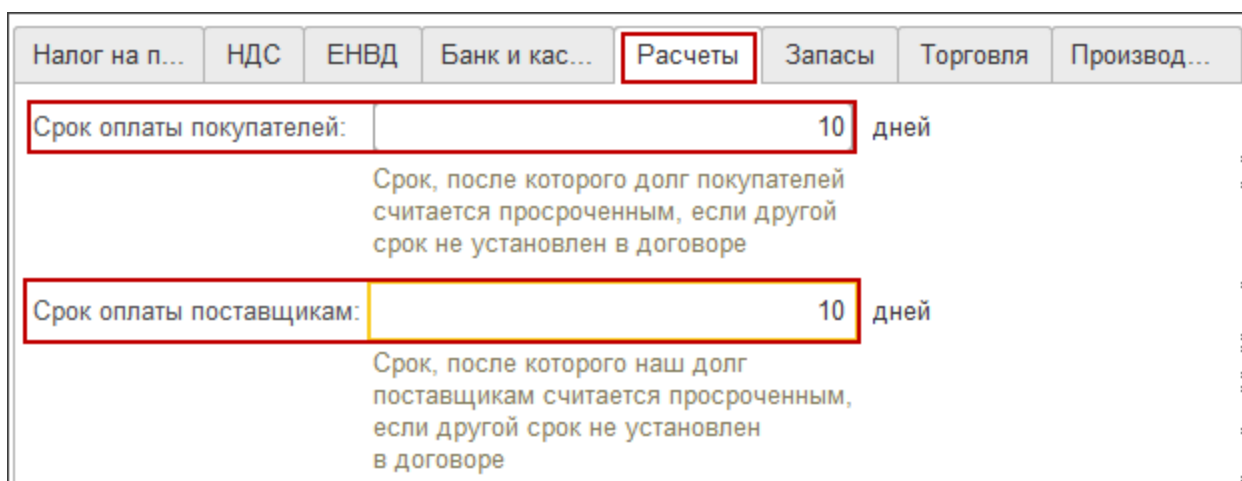 Налог на п... НДС ЕНВД Банк и кас... Расчеты Запасы Торговля Производ...
Срок оплаты покупателей: 10 дней
Срок, после которого долг покупателей
считается просроченным, если другой
срок не установлен в договоре
Срок оплаты поставщикам: 10 дней
Срок, после которого наш долг
поставщикам считается просроченным,
если другой срок не установлен
в договоре